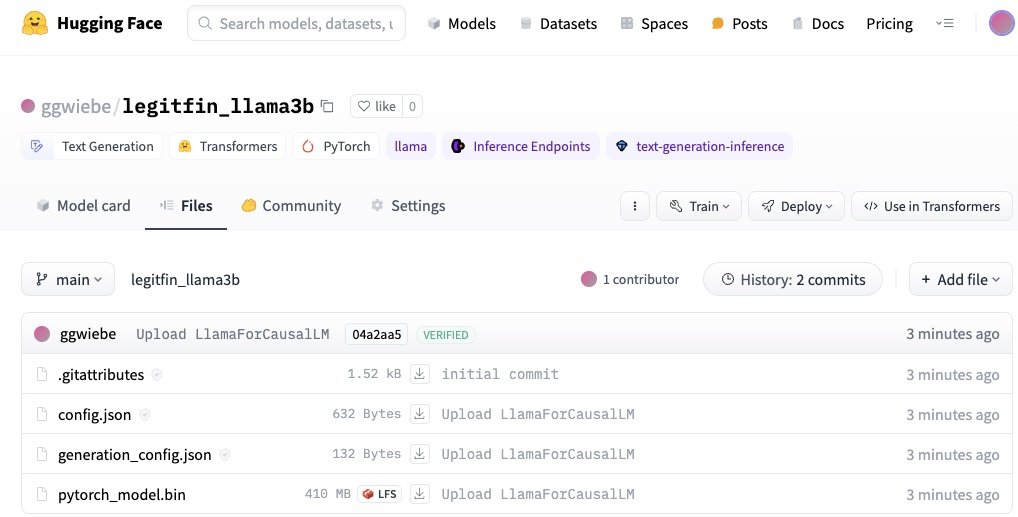 Hugging Face Search models, datasets, u Models Datasets Spaces Posts Docs Pricing
ggwiebe/legitfin_llama3b like 0
Text Generation Transformers PyTorch llama Inference Endpoints text-generation-inference
Model card Files Community Settings Train Deploy </> Use in Transformers
main legitfin_llama3b 1 contributor History: 2 commits + Add file
ggwiebe Upload LlamaForCausalLM 04a2aa5 VERIFIED 3 minutes ago
.gitattributes 1.52 kB initial commit 3 minutes ago
config.json 632 Bytes Upload LlamaForCausalLM 3 minutes ago
generation_config.json 132 Bytes Upload LlamaForCausalLM 3 minutes ago
pytorch_model.bin 410 MB LFS Upload LlamaForCausalLM 3 minutes ago